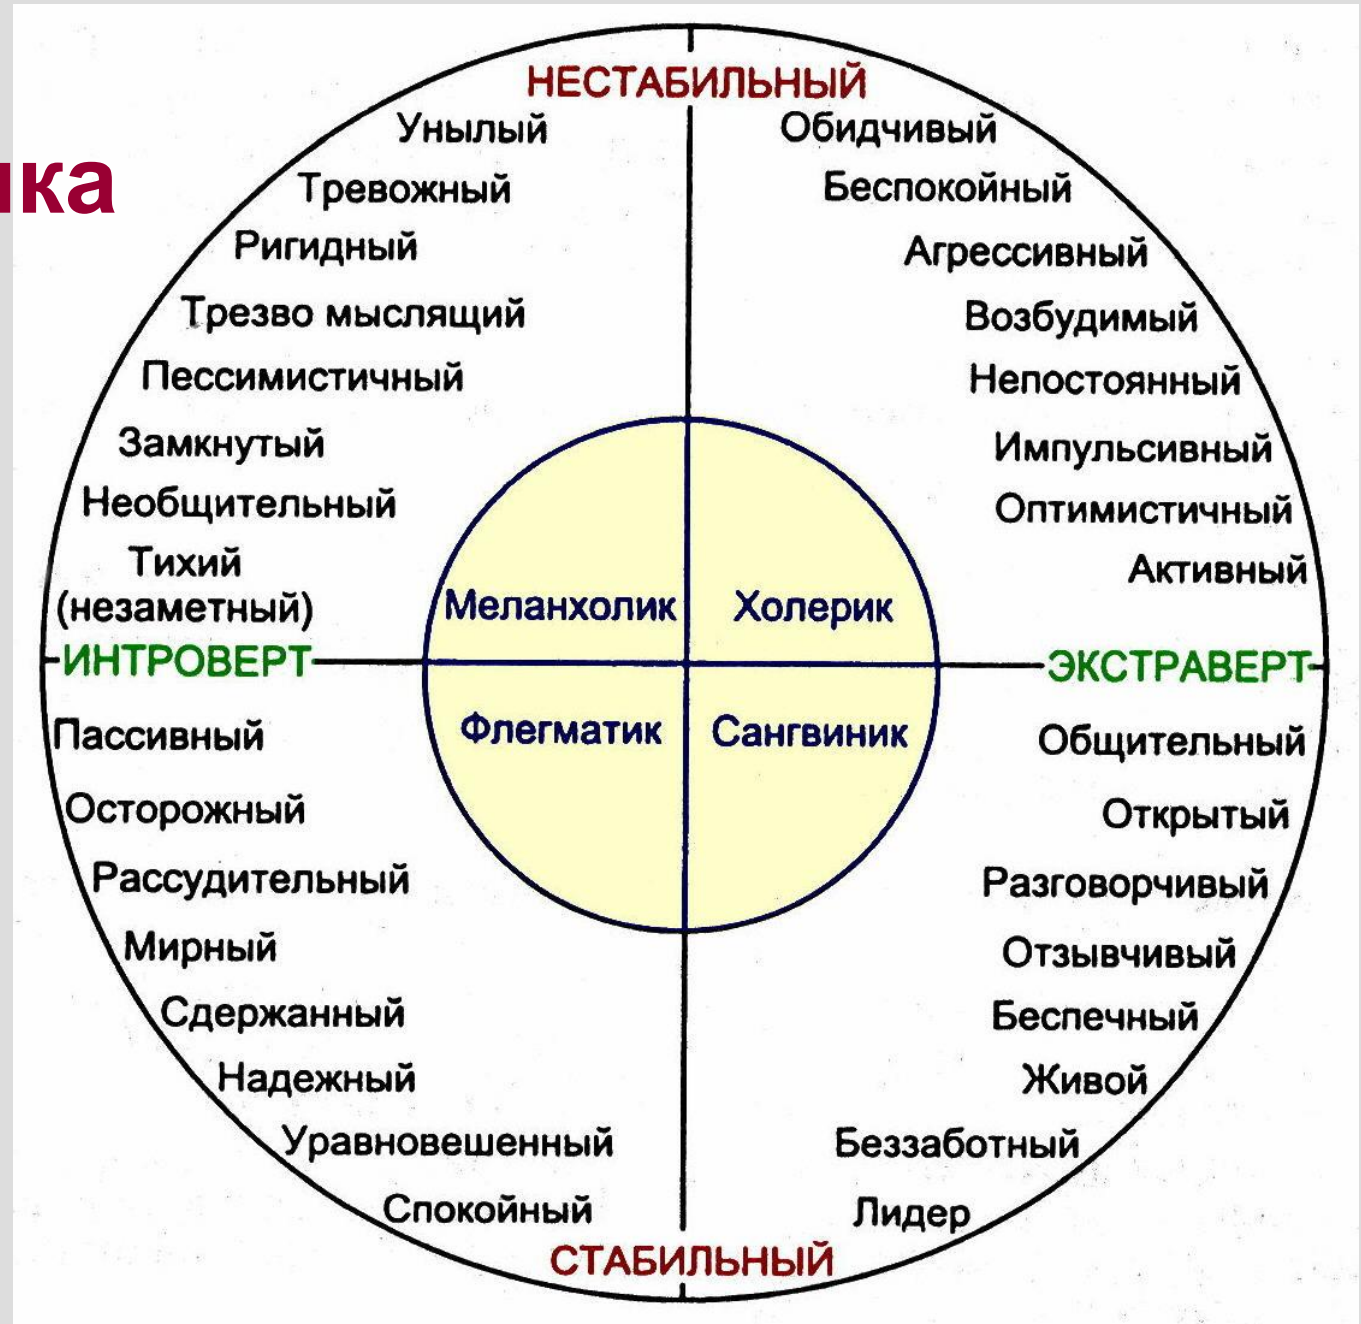 НЕСТАБИЛЬНЫЙ
Унылый
Тревожный
Ригидный
Трезво мыслящий
Пессимистичный
Замкнутый
Необщительный
Тихий
(незаметный)
Обидчивый
Беспокойный
Агрессивный
Возбудимый
Непостоянный
Импульсивный
Оптимистичный
Активный
Меланхолик
Холерик
ИНТРОВЕРТ
ЭКСТРАВЕРТ
Флегматик
Сангвиник
Пассивный
Осторожный
Рассудительный
Мирный
Сдержанный
Надежный
Уравновешенный
Спокойный
Общительный
Открытый
Разговорчивый
Отзывчивый
Беспечный
Живой
Беззаботный
Лидер
СТАБИЛЬНЫЙ